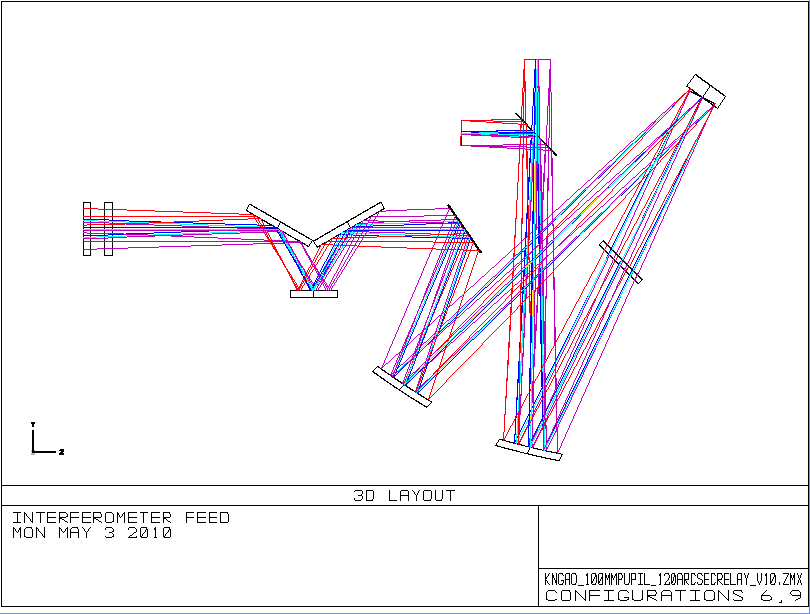 Y
Z
3D LAYOUT
INTERFEROMETER FEED
MON MAY 3 2010
KNGAO_100MMPUPIL_120ARCSECRELAY_V10.ZMX
CONFIGURATIONS 6,9